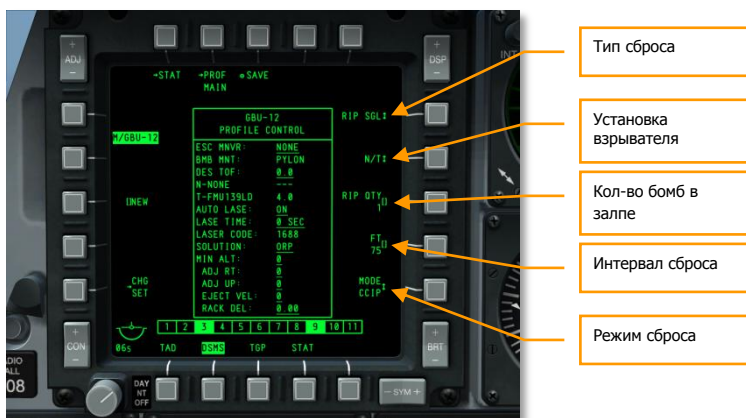 ADJ
DSP
INT
→STAT →PROF ⊕SAVE
MAIN
GBU-12
PROFILE CONTROL
RIP SGL↕
M/GBU-12
ESC MNVR: NONE
BMB MNT: PYLON
N/T↕
DES TOF: 0.0
N-NONE ---
T-FMU139LD 4.0
[]NEW
AUTO LASE: ON
RIP QTY[]
1
LASE TIME: 0 SEC
LASER CODE: 1688
SOLUTION: ORP
FT[]
75
MIN ALT: 0
ADJ RT: 0
→CHG
SET
ADJ UP: 0
EJECT VEL: 0
MODE↕
CCIP
RACK DEL: 0.00
1 2 3 4 5 6 7 8 9 10 11
CON
BRT
06s TAD DSMS TGP STAT
DIO
ALL
08
DAY
NT
OFF
- SYM +
Тип сброса
Установка
взрывателя
Кол-во бомб в
залпе
Интервал сброса
Режим сброса